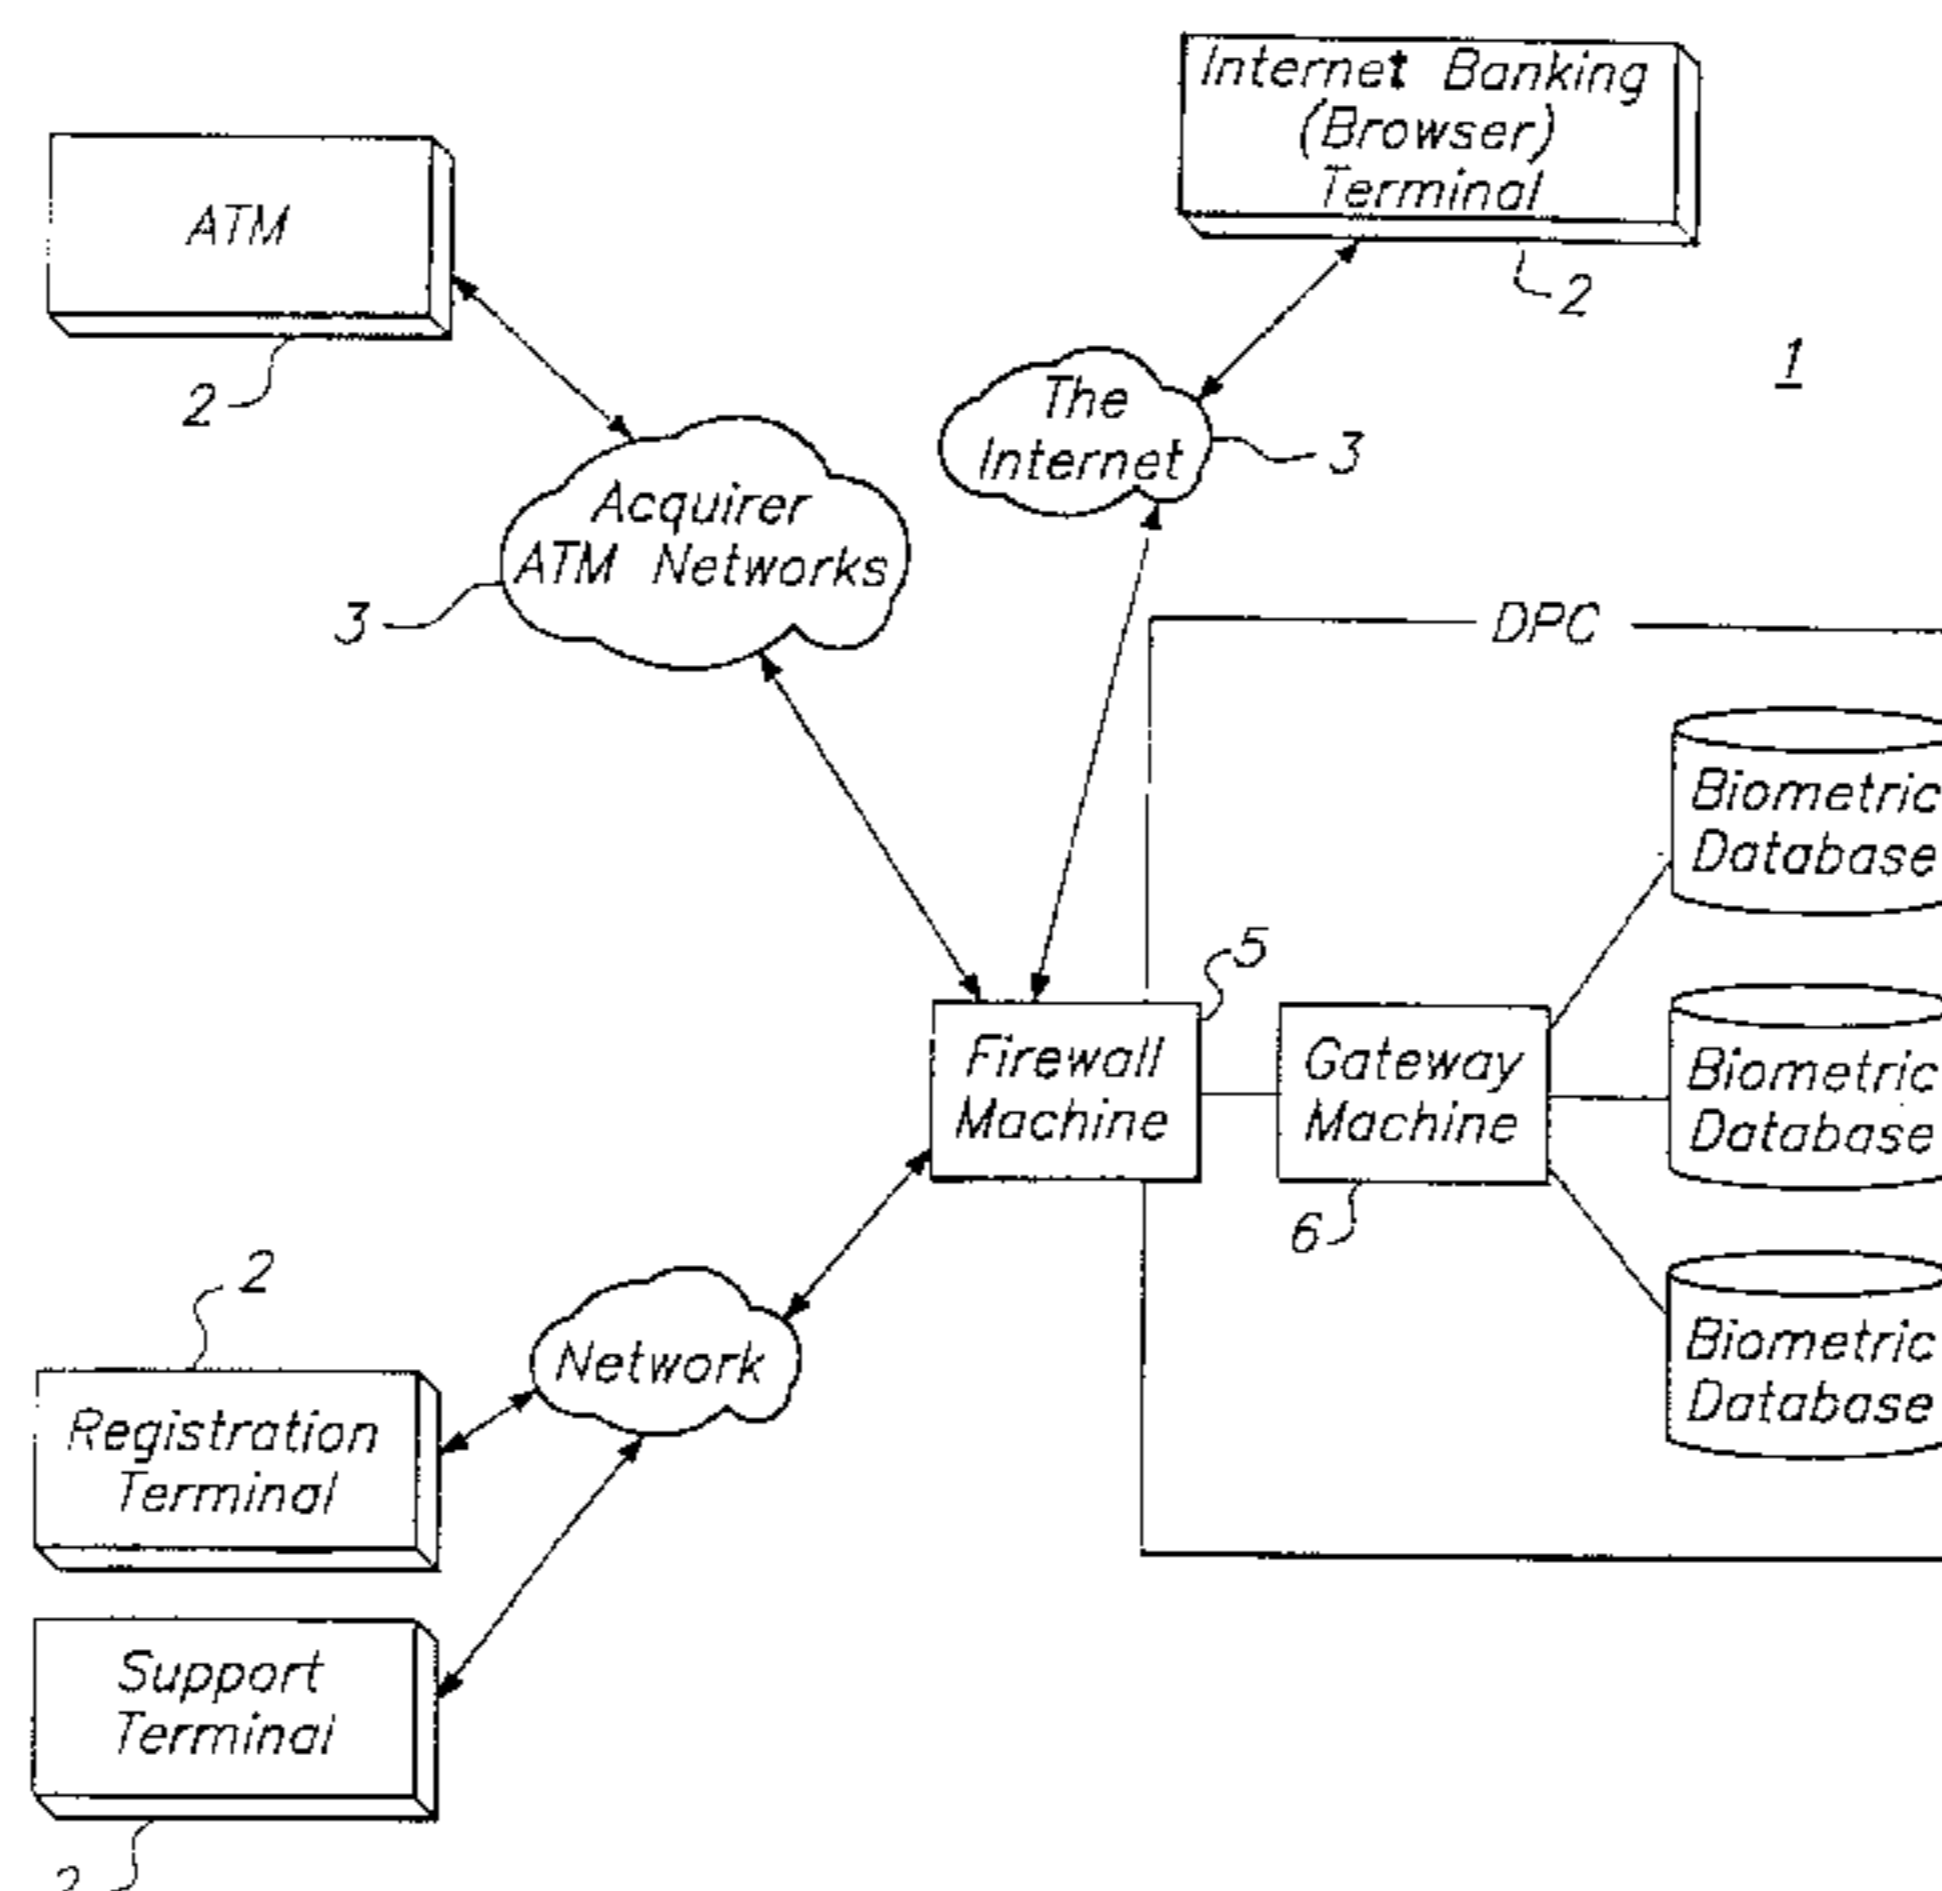 Internet Banking
(Browser)
Terminal
ATM
2
2
1
The
Internet
3
Acquirer
ATM Networks
3
DPC
Biometric
Database
5
Firewall
Machine
Gateway
Machine
Biometric
Database
6
2
Network
Biometric
Database
Registration
Terminal
Support
Terminal